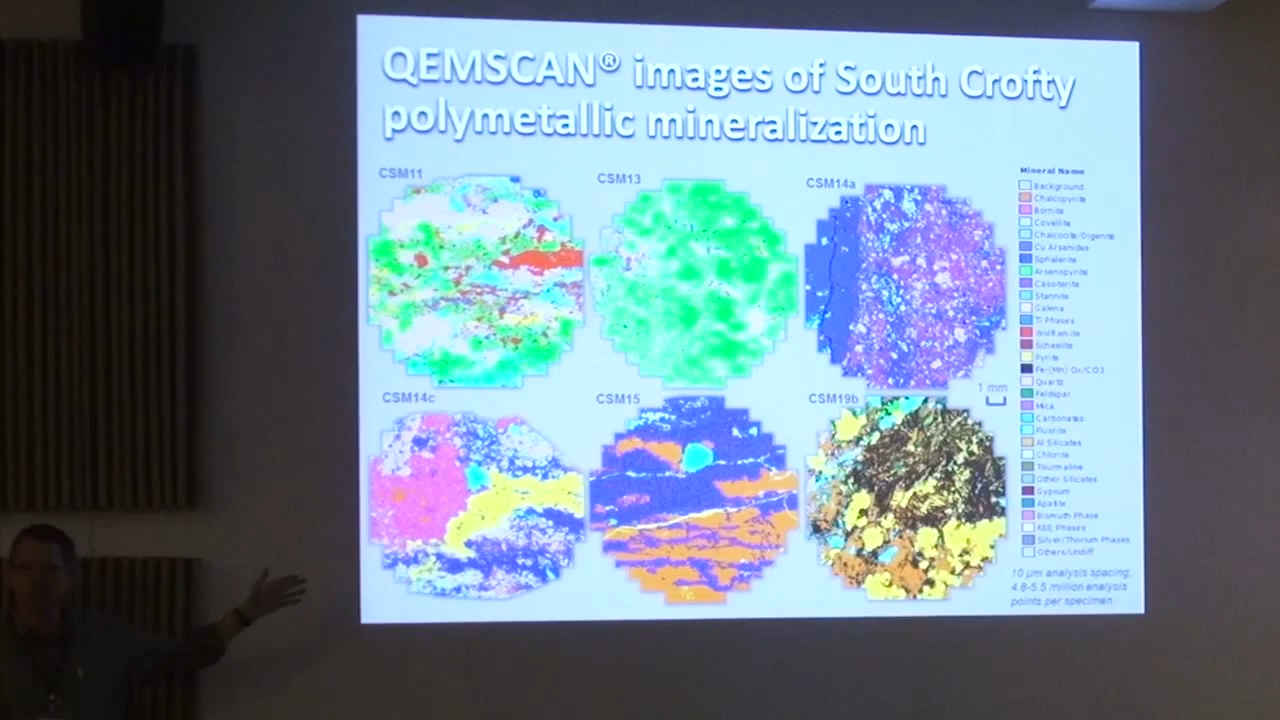 QEMSCAN® images of South Crofty
polymetallic mineralization
CSM11
CSM13
CSM14a
CSM14c
CSM15
CSM19b
1 mm
Mineral Name
Background
Chalcopyrite
Bornite
Covellite
Chalcocite/Digenite
Cu Arsenides
Sphalerite
Arsenopyrite
Cassiterite
Stannite
Galena
Ti Phases
Wolframite
Scheelite
Pyrite
Fe-(Mn) Ox/CO3
Quartz
Feldspar
Mica
Carbonates
Fluorite
Al Silicates
Chlorite
Tourmaline
Other Silicates
Gypsum
Apatite
Bismuth Phase
REE Phases
Silver/Thorium Phases
Others/Undiff
10 µm analysis spacing,
4.8-5.5 million analysis
points per specimen